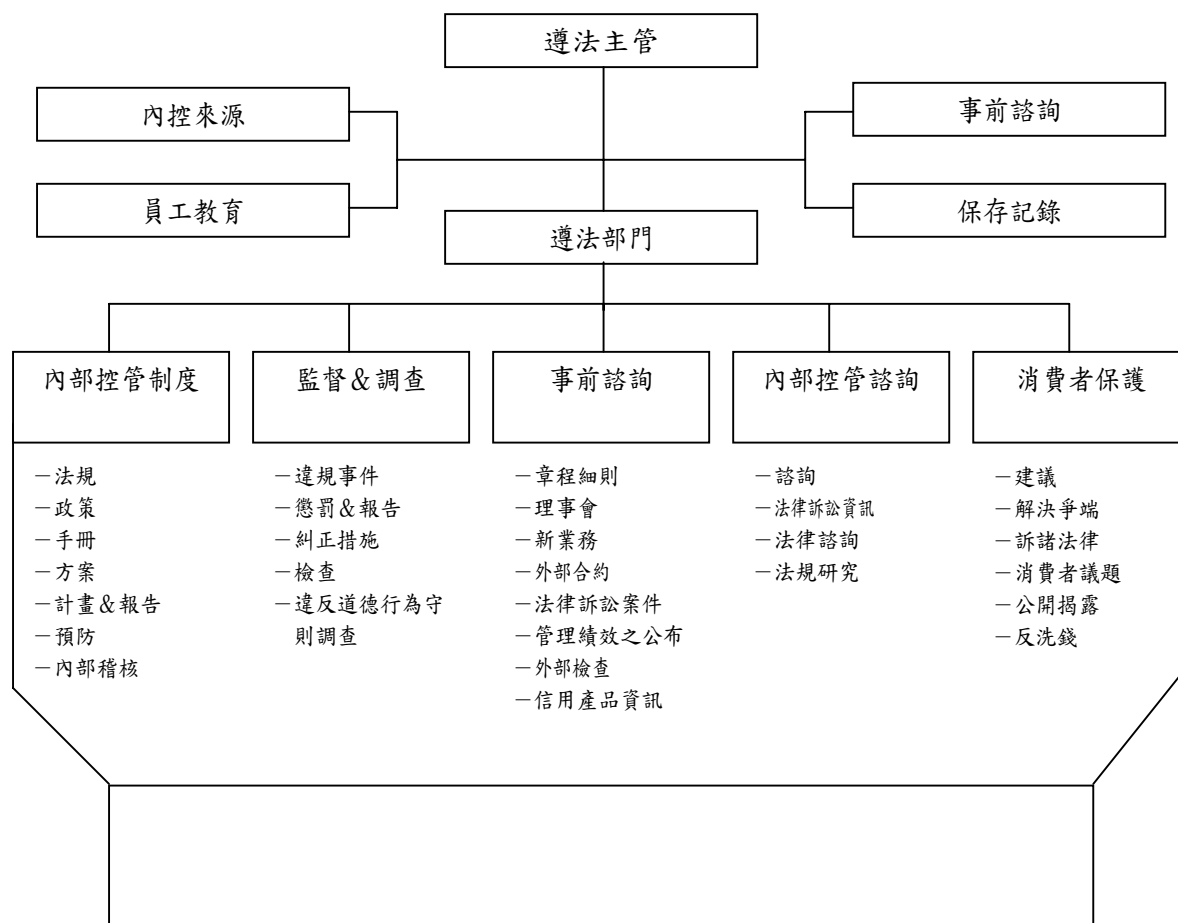 遵法主管
內控來源
事前諮詢
員工教育
保存記錄
遵法部門
內部控管制度
監督&調查
事前諮詢
內部控管諮詢
消費者保護
－法規
－政策
－手冊
－方案
－計畫&報告
－預防
－內部稽核
－違規事件
－懲罰&報告
－糾正措施
－檢查
－違反道德行為守
則調查
－章程細則
－理事會
－新業務
－外部合約
－法律訴訟案件
－管理績效之公布
－外部檢查
－信用產品資訊
－諮詢
－法律訴訟資訊
－法律諮詢
－法規研究
－建議
－解決爭端
－訴諸法律
－消費者議題
－公開揭露
－反洗錢